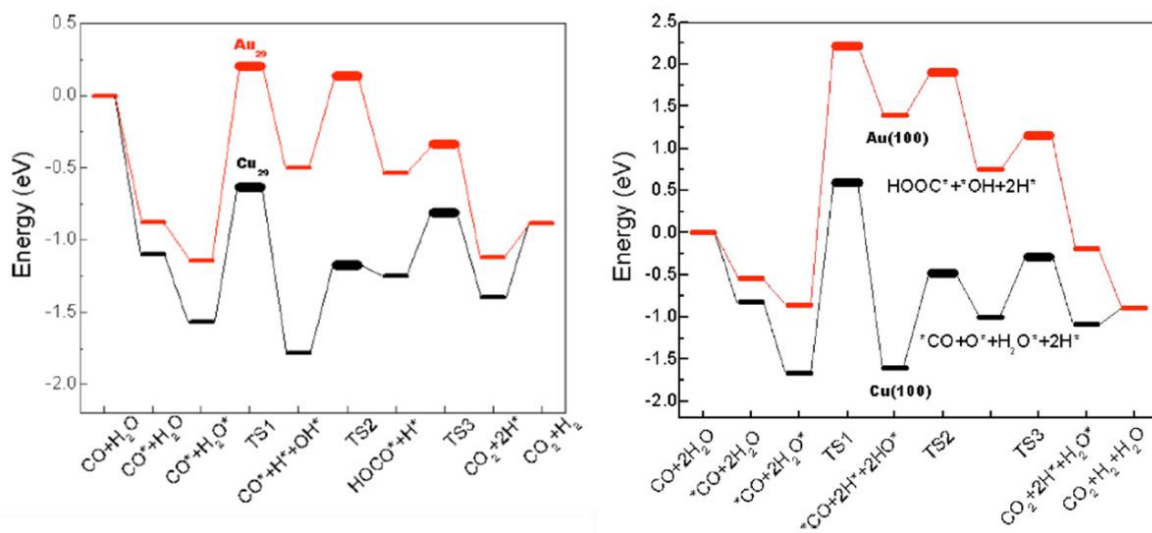 0.5
0.0
-0.5
-1.0
-1.5
-2.0
Energy (eV)
Au29
Cu29
CO+H2O
CO*+H2O
CO*+H2O*
TS1
CO*+H*+OH*
TS2
HOCO*+H*
TS3
CO2+2H*
CO2+H2
2.5
2.0
1.5
1.0
0.5
0.0
-0.5
-1.0
-1.5
-2.0
Energy (eV)
Au(100)
HOOC*+*OH+2H*
*CO+O*+H2O*+2H*
Cu(100)
CO+2H2O
*CO+2H2O
*CO+2H2O*
TS1
*CO+2H*+2HO*
TS2
TS3
CO2+2H*+H2O*
CO2+H2+H2O